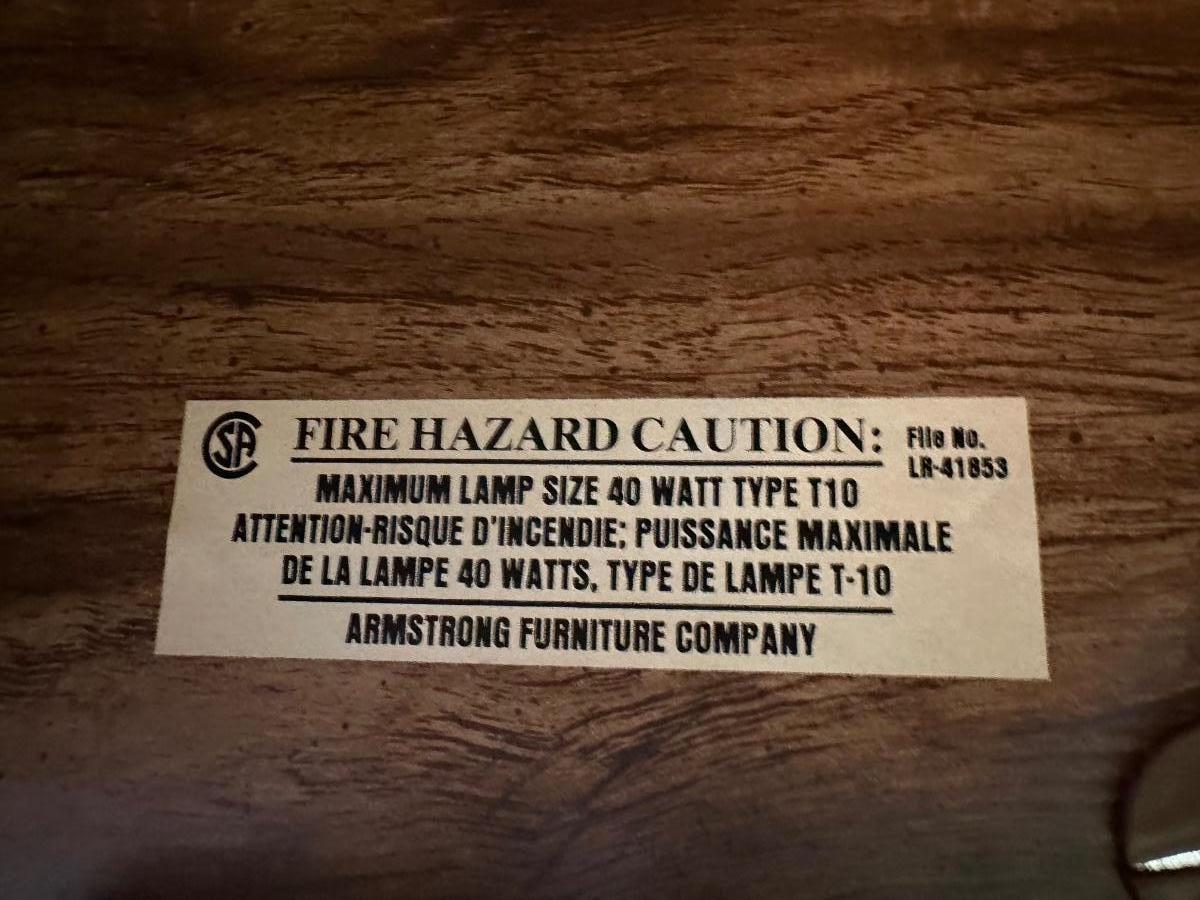 CSA FIRE HAZARD CAUTION: File No.
LR-41853
MAXIMUM LAMP SIZE 40 WATT TYPE T10
ATTENTION-RISQUE D'INCENDIE; PUISSANCE MAXIMALE
DE LA LAMPE 40 WATTS, TYPE DE LAMPE T-10
ARMSTRONG FURNITURE COMPANY